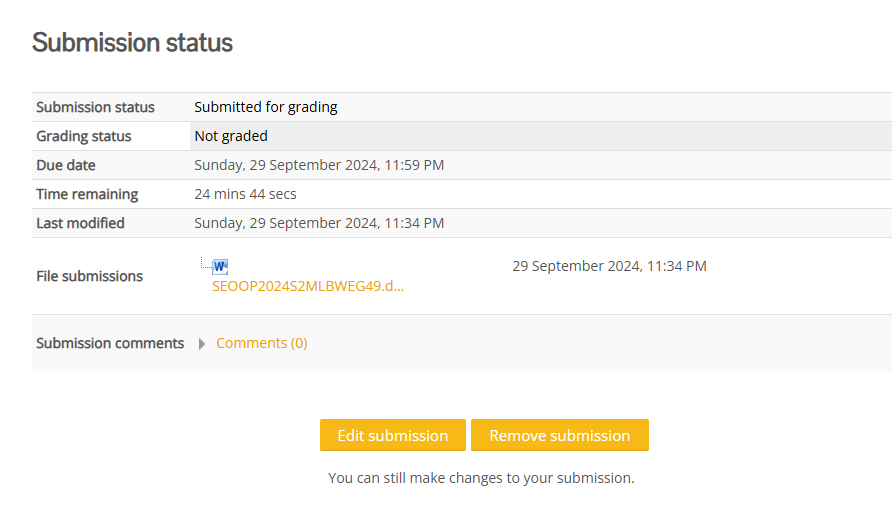 Submission status
Submission status Submitted for grading
Grading status Not graded
Due date Sunday, 29 September 2024, 11:59 PM
Time remaining 24 mins 44 secs
Last modified Sunday, 29 September 2024, 11:34 PM
File submissions SEOOP2024S2MLBWEG49.d... 29 September 2024, 11:34 PM
Submission comments Comments (0)
Edit submission Remove submission
You can still make changes to your submission.